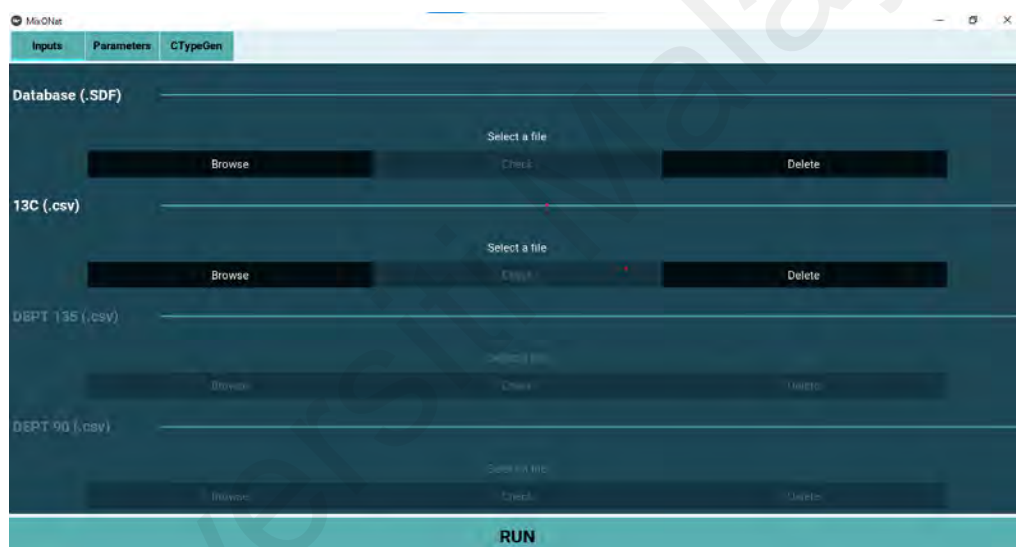 MixONat
Inputs Parameters CTypeGen
Database (.SDF)
Select a file
Browse Check Delete
13C (.csv)
Select a file
Browse Check Delete
DEPT 135 (.csv)
Select a file
Browse Check Delete
DEPT 90 (.csv)
Select a file
Browse Check Delete
RUN